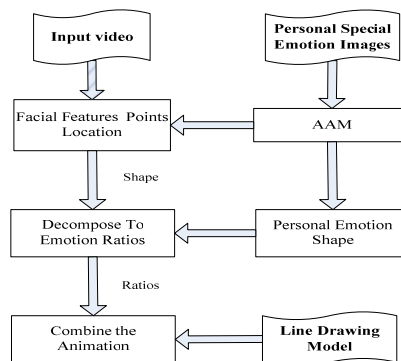 Input video
Personal Special
Emotion Images
Facial Features Points
Location
AAM
Shape
Decompose To
Emotion Ratios
Personal Emotion
Shape
Ratios
Combine the
Animation
Line Drawing
Model